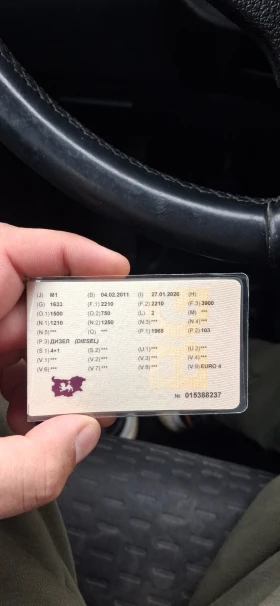 (J) M1 (B) 04.02.2011 (I) 27.01.2020 (H)
(G) 1633 (F.1) 2210 (F.2) 2210 (F.3) 3900
(O.1) 1500 (O.2) 750 (L) 2 (M) ***
(N.1) 1210 (N.2) 1250 (N.3) *** (N.4) ***
(N.5) *** (Q) *** (P.1) 1968 (P.2) 103
(P.3) ДИЗЕЛ (DIESEL)
(S.1) 4+1 (S.2) *** (U.1) *** (U.2) ***
(V.1) *** (V.2) *** (V.3) *** (V.4) ***
(V.6) *** (V.7) *** (V.8) *** (V.9) EURO 4
№ 015388237